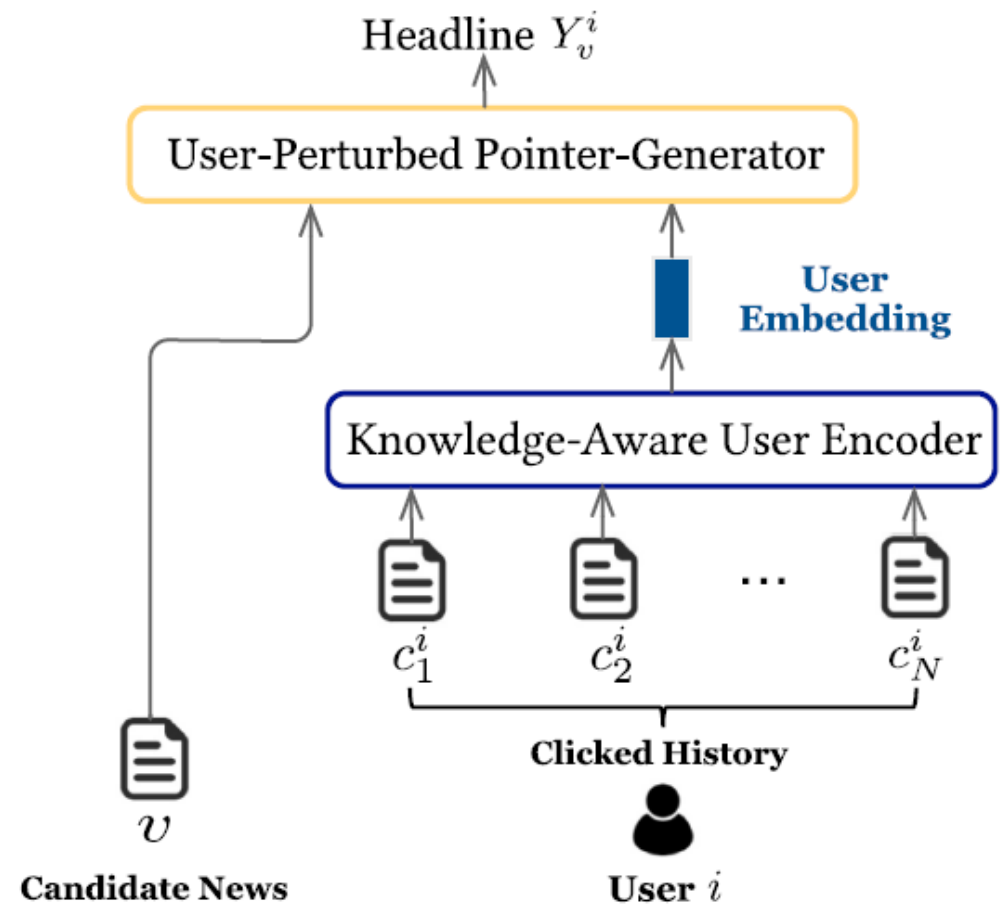 Headline $Y_v^i$
User-Perturbed Pointer-Generator
User
Embedding
Knowledge-Aware User Encoder
$c_1^i$ $c_2^i$ ... $c_N^i$
Clicked History
$v$
Candidate News
User $i$